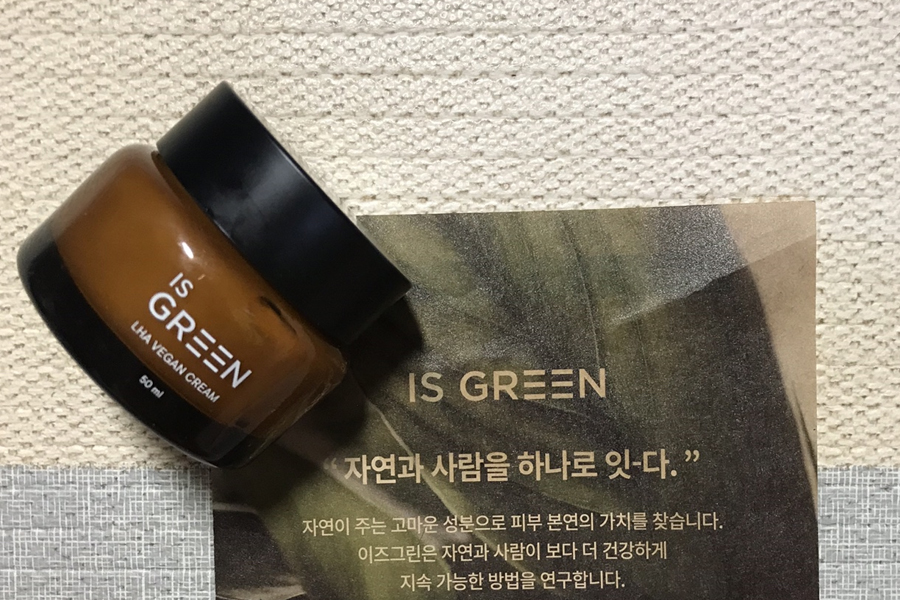 IS
GREEN
LHA VEGAN CREAM
50 ml
IS GREEN
“ 자연과 사람을 하나로 잇-다. ”
자연이 주는 고마운 성분으로 피부 본연의 가치를 찾습니다.
이즈그린은 자연과 사람이 보다 더 건강하게
지속 가능한 방법을 연구합니다.